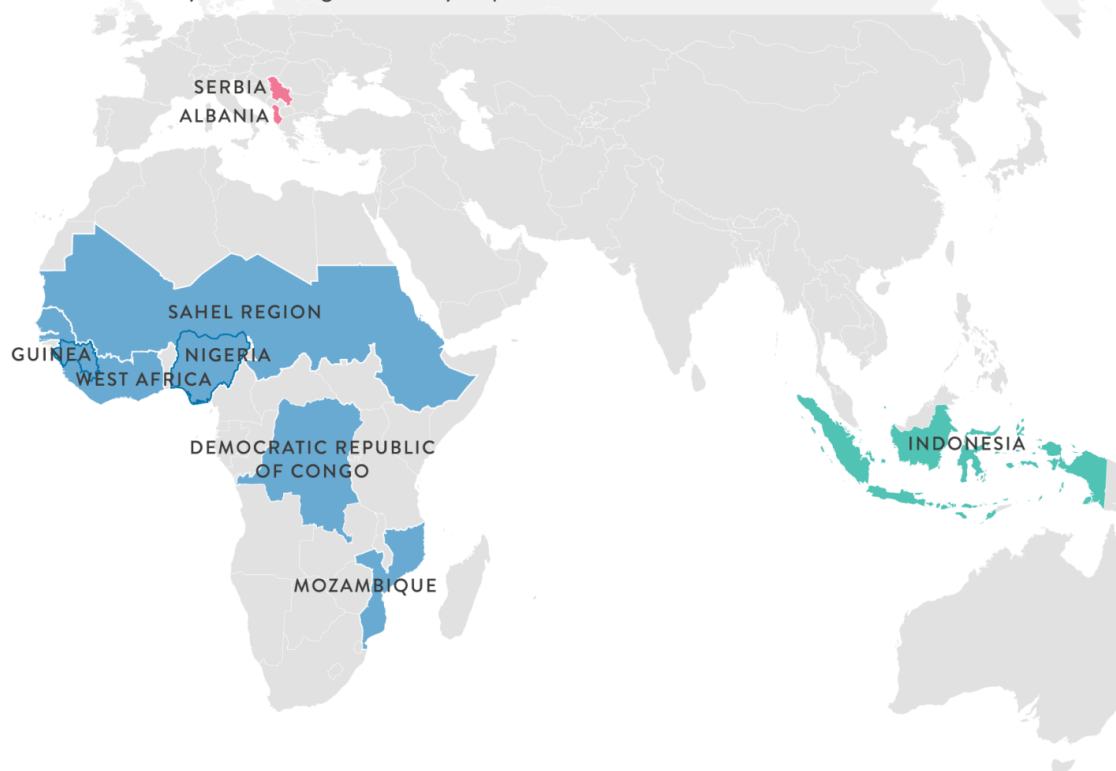 SERBIA
ALBANIA
SAHEL REGION
GUINEA
NIGERIA
WEST AFRICA
DEMOCRATIC REPUBLIC
OF CONGO
INDONESIA
MOZAMBIQUE